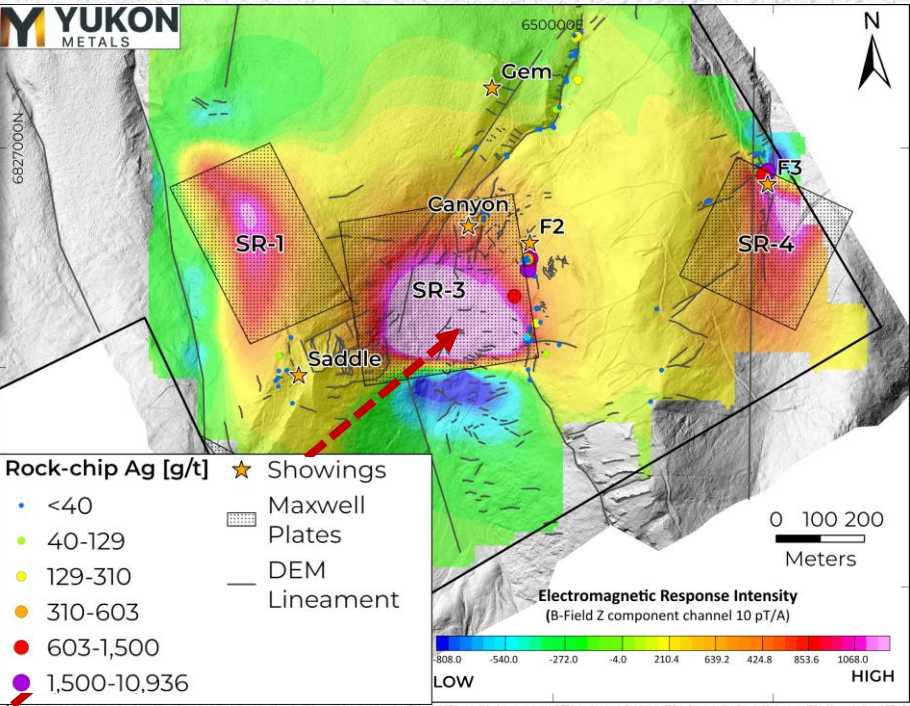 YUKON
METALS
650000E
N
6827000N
Gem
F3
Canyon
F2
SR-1
SR-4
SR-3
Saddle
Rock-chip Ag [g/t]
<40
40-129
129-310
310-603
603-1,500
1,500-10,936
Showings
Maxwell
Plates
DEM
Lineament
0 100 200
Meters
Electromagnetic Response Intensity
(B-Field Z component channel 10 pT/A)
-808.0 -540.0 -272.0 -4.0 210.4 639.2 424.8 853.6 1068.0
LOW HIGH